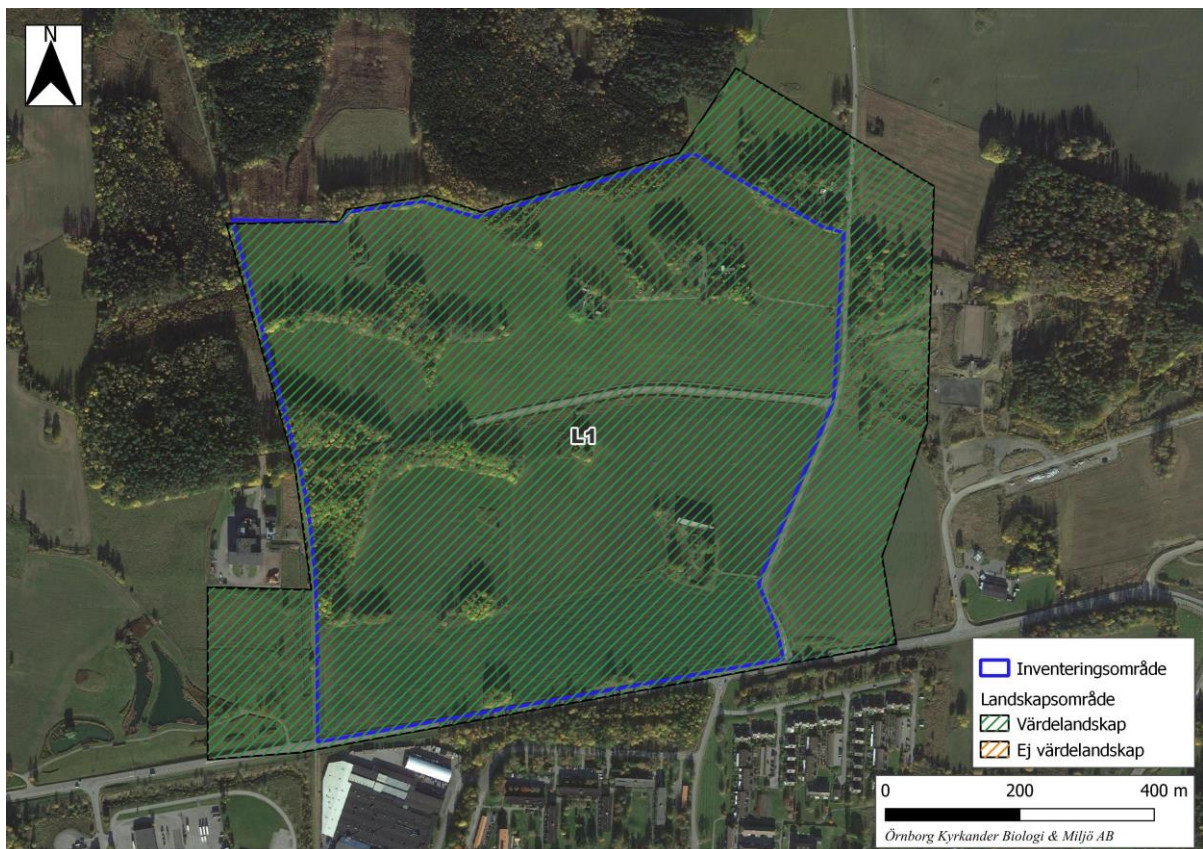 N
L1
Inventeringsområde
Landskapsområde
Värdelandskap
Ej värdelandskap
0 200 400 m
Örnborg Kyrkander Biologi & Miljö AB